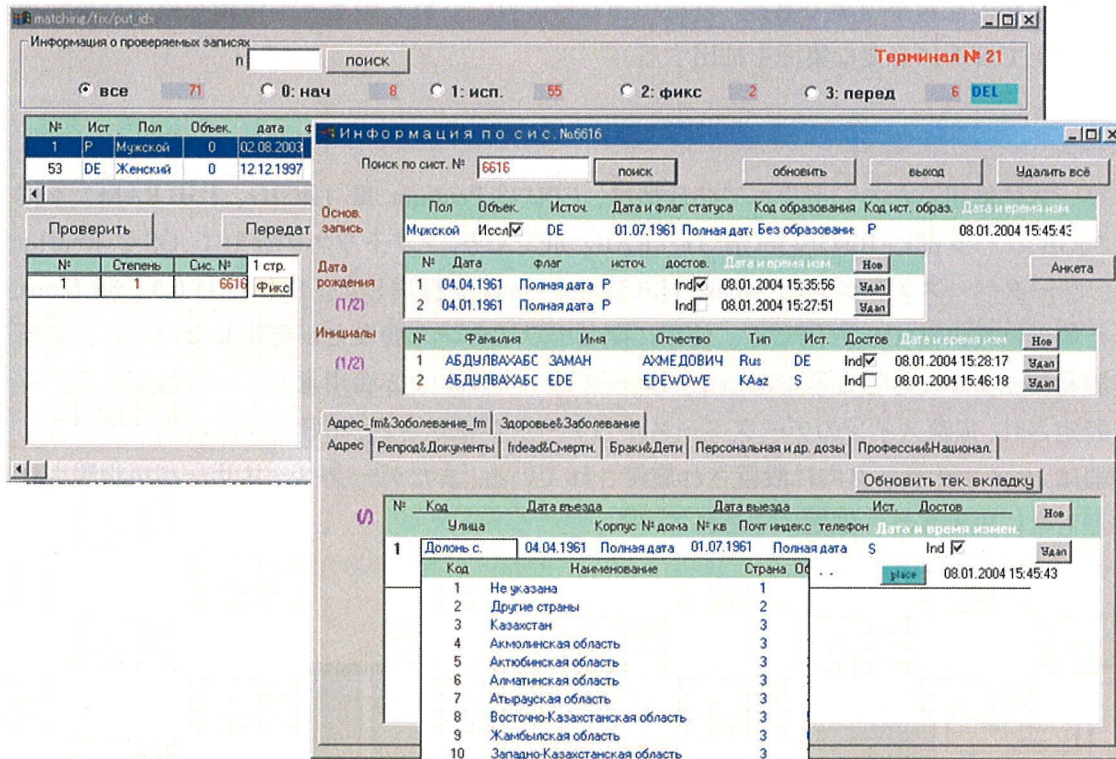 matching/fix/put_idx
Информация о проверяемых записях
n поиск
Терминал № 21
все 71 0: нач 8 1: исп. 55 2: фикс 2 3: перед 6 DEL
№ Ист Пол Объек. дата
1 P Мужской 0 02.08.2003
53 DE Женский 0 12.12.1997
Проверить Передат
№ Степень Сис. № 1 стр.
1 1 6616 Фикс
Информация по сис. №6616
Поиск по сист. № 6616 поиск обновить выход Удалить всё
Основ. запись
Пол Объек. Источ. Дата и флаг статуса Код образования Код ист. образ. Дата и время изм
Мужской Иссл DE 01.07.1961 Полная дата Без образование P 08.01.2004 15:45:43
Дата рождения
(1/2)
№ Дата флаг источ. достов. Дата и время изм. Нов
1 04.04.1961 Полная дата P Ind 08.01.2004 15:35:56 Удал
2 04.01.1961 Полная дата P Ind 08.01.2004 15:27:51 Удал
Анкета
Инициалы
(1/2)
№ Фамилия Имя Отчество Тип Ист. Достов Дата и время изм. Нов
1 АБДУЛВАХАБС ЗАМАН АХМЕДОВИЧ Rus DE Ind 08.01.2004 15:28:17 Удал
2 АБДУЛВАХАБС EDE EDEWDWE KAaz S Ind 08.01.2004 15:46:18 Удал
Адрес_fm&Зоболевание_fm Здоровье&Заболевание
Адрес Репрод&Документы frdead&Смертн. Браки&Дети Персональная и др. дозы Профессии&Национал.
Обновить тек. вкладку
(/)
№ Код Дата въезда Дата выезда Ист. Достов Нов
Улица Корпус № дома № кв Почт индекс телефон Дата и время измен.
1 Долонь с. 04.04.1961 Полная дата 01.07.1961 Полная дата S Ind Удал
place 08.01.2004 15:45:43
Код Наименование Страна
1 Не указана 1
2 Другие страны 2
3 Казахстан 3
4 Акмолинская область 3
5 Актюбинская область 3
6 Алматинская область 3
7 Атырауская область 3
8 Восточно-Казахстанская область 3
9 Жамбылская область 3
10 Западно-Казахстанская область 3